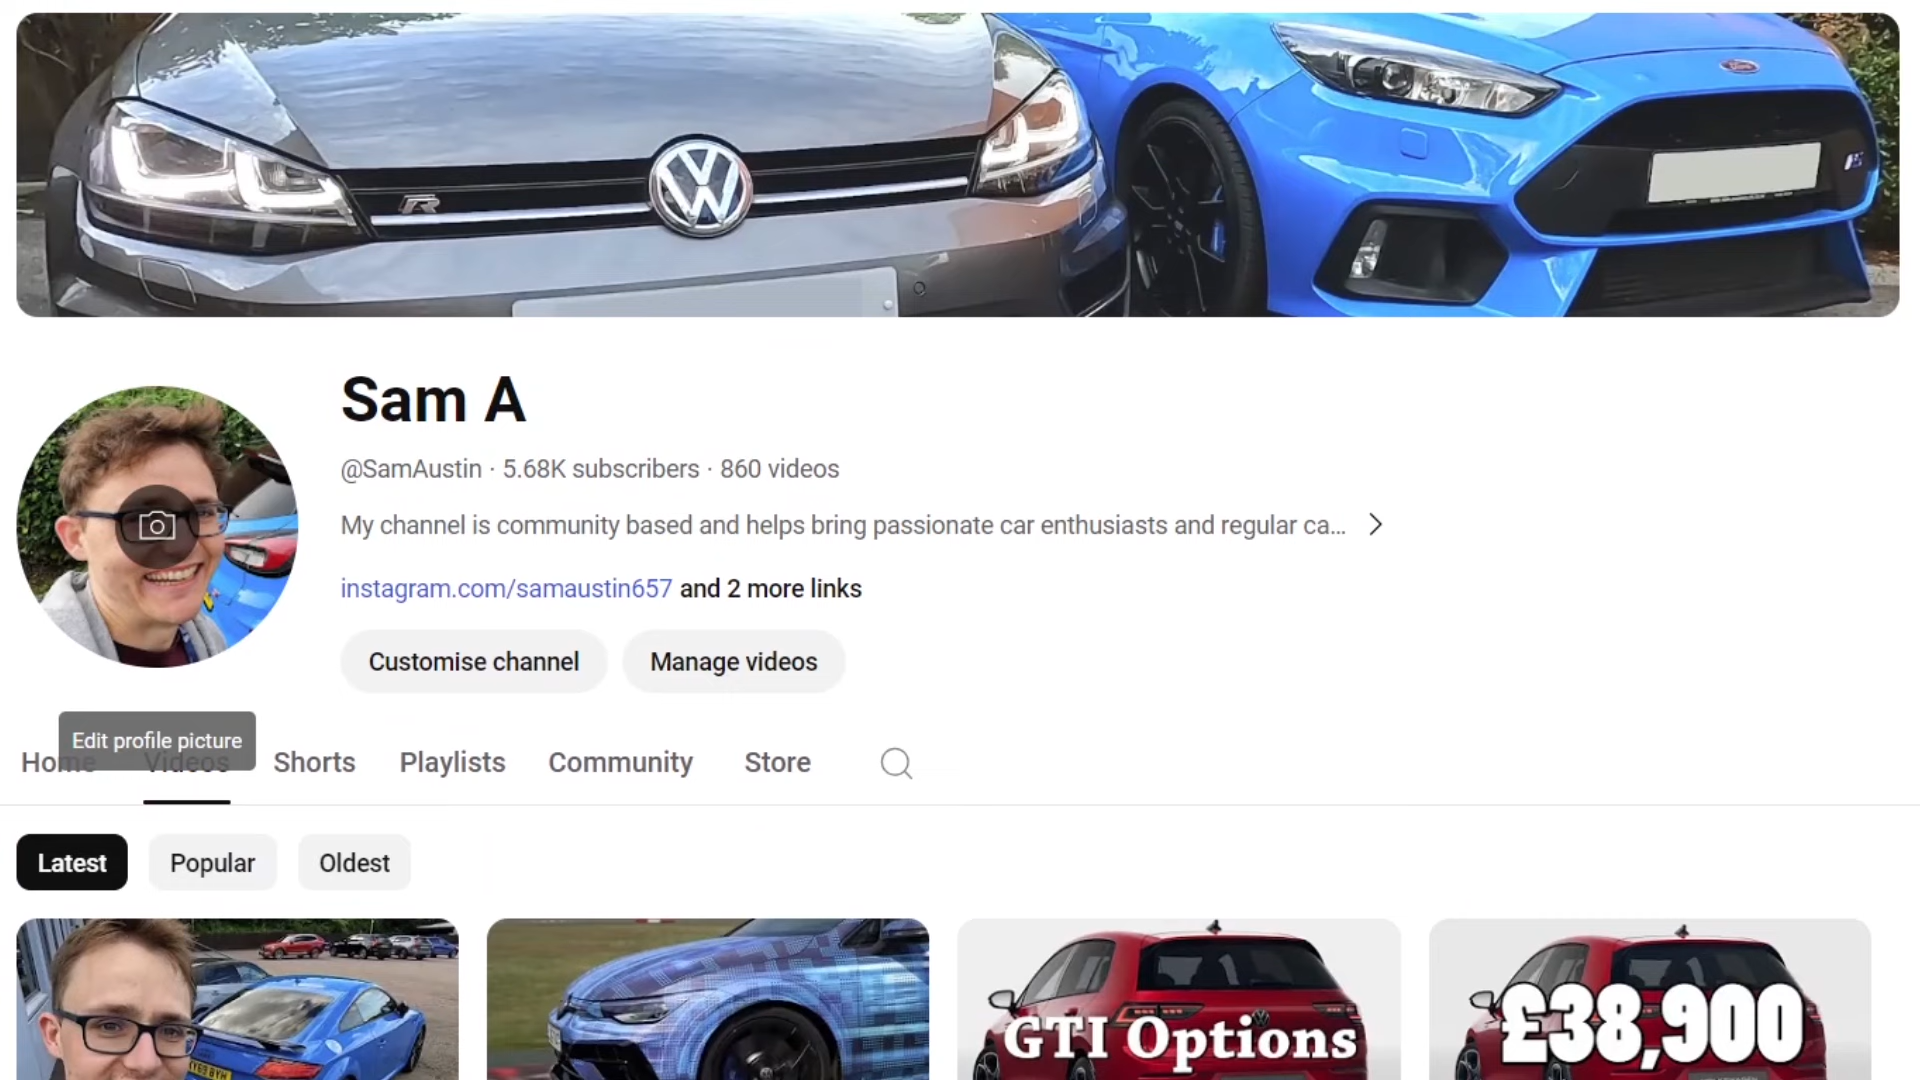 R
Sam A
@SamAustin · 5.68K subscribers · 860 videos
My channel is community based and helps bring passionate car enthusiasts and regular ca...
instagram.com/samaustin657 and 2 more links
Customise channel
Manage videos
Edit profile picture
Home
Videos
Shorts
Playlists
Community
Store
Latest
Popular
Oldest
GTI Options
£38,900